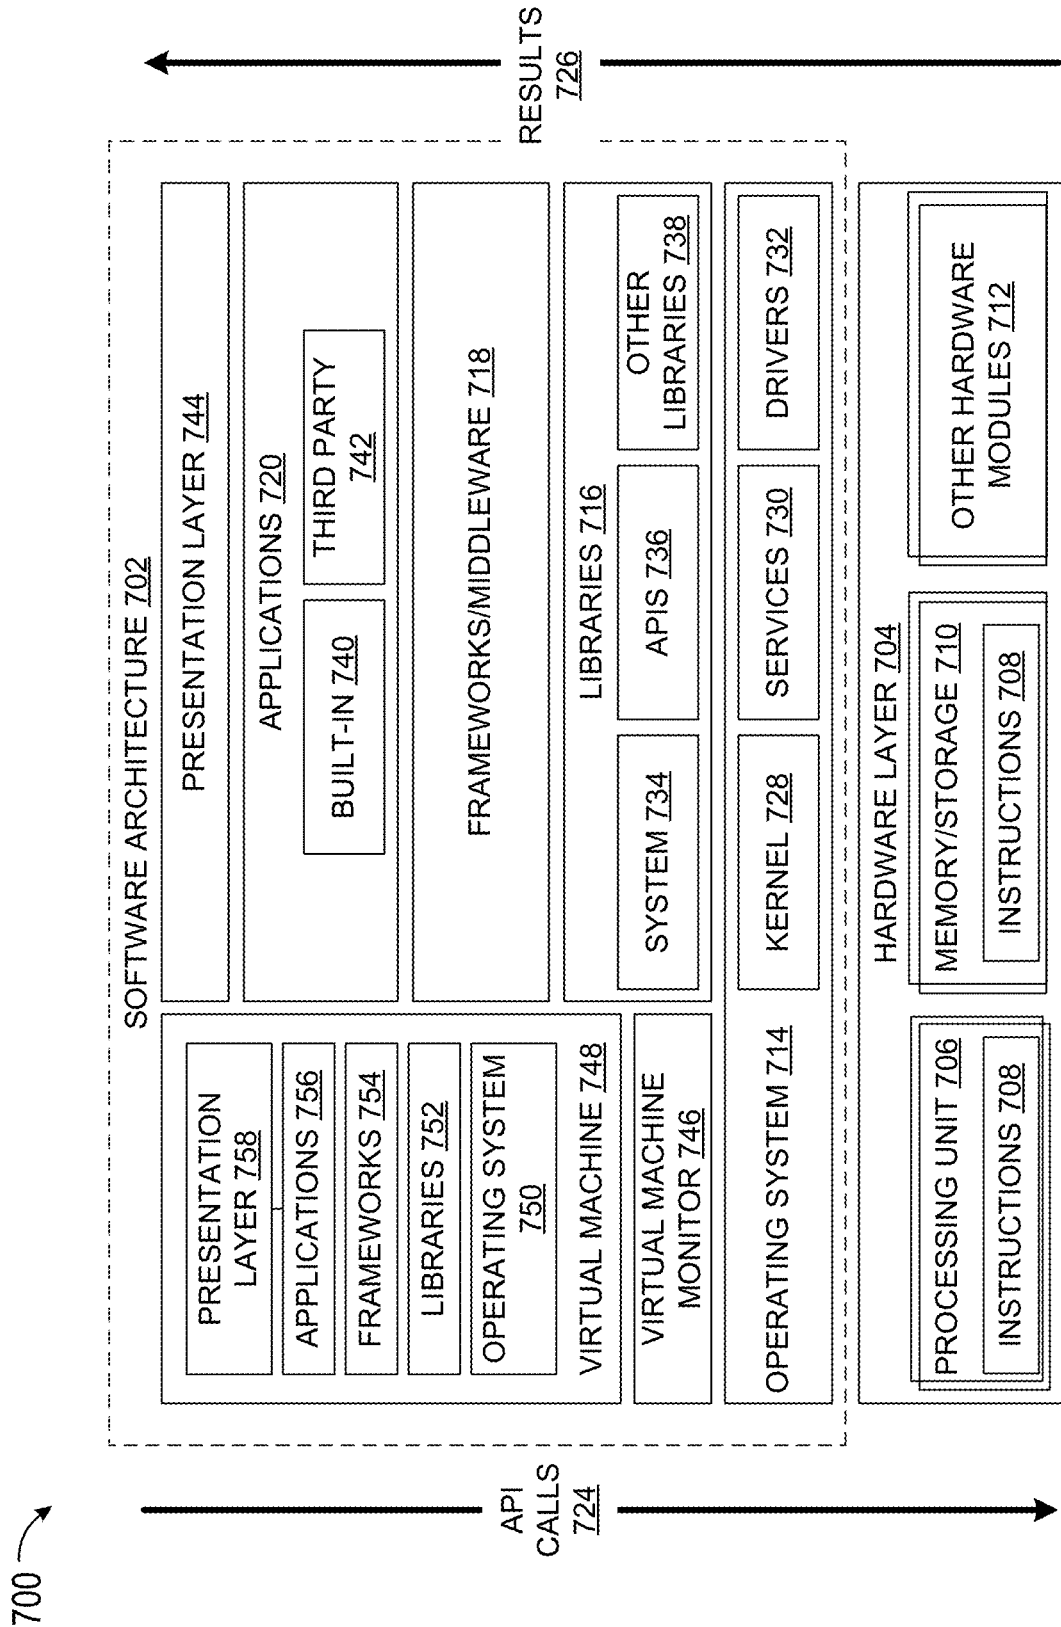 700
SOFTWARE ARCHITECTURE 702
PRESENTATION
LAYER 758
APPLICATIONS 756
FRAMEWORKS 754
LIBRARIES 752
OPERATING SYSTEM
750
VIRTUAL MACHINE 748
VIRTUAL MACHINE
MONITOR 746
PRESENTATION LAYER 744
APPLICATIONS 720
BUILT-IN 740
THIRD PARTY
742
FRAMEWORKS/MIDDLEWARE 718
LIBRARIES 716
SYSTEM 734
APIS 736
OTHER
LIBRARIES 738
OPERATING SYSTEM 714
KERNEL 728
SERVICES 730
DRIVERS 732
HARDWARE LAYER 704
PROCESSING UNIT 706
INSTRUCTIONS 708
MEMORY/STORAGE 710
INSTRUCTIONS 708
OTHER HARDWARE
MODULES 712
API
CALLS
724
RESULTS
726